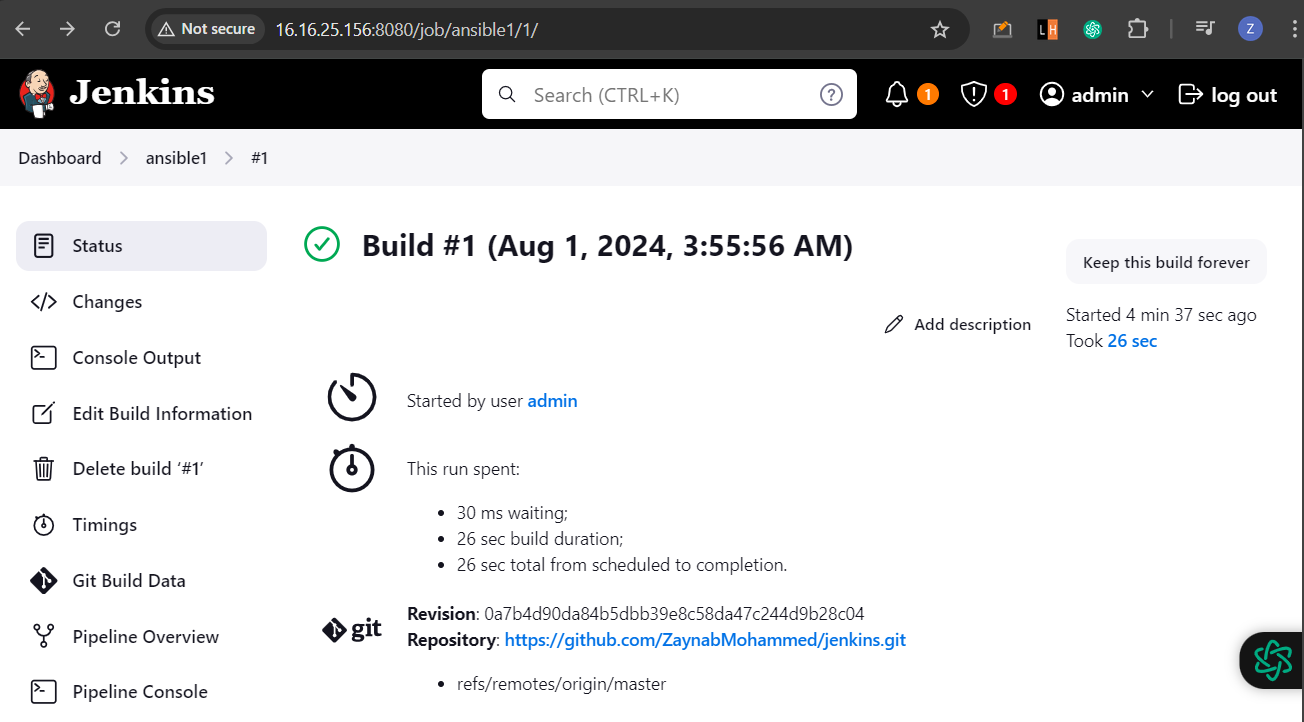 Not secure 16.16.25.156:8080/job/ansible1/1/
LH
Z
Jenkins
Search (CTRL+K)
?
1
1
admin
log out
Dashboard
ansible1
#1
Status
Build #1 (Aug 1, 2024, 3:55:56 AM)
Keep this build forever
Changes
Add description
Started 4 min 37 sec ago
Took 26 sec
Console Output
Started by user admin
Edit Build Information
Delete build ‘#1’
This run spent:
30 ms waiting;
26 sec build duration;
26 sec total from scheduled to completion.
Timings
Git Build Data
git
Revision: 0a7b4d90da84b5dbb39e8c58da47c244d9b28c04
Repository: https://github.com/ZaynabMohammed/jenkins.git
refs/remotes/origin/master
Pipeline Overview
Pipeline Console